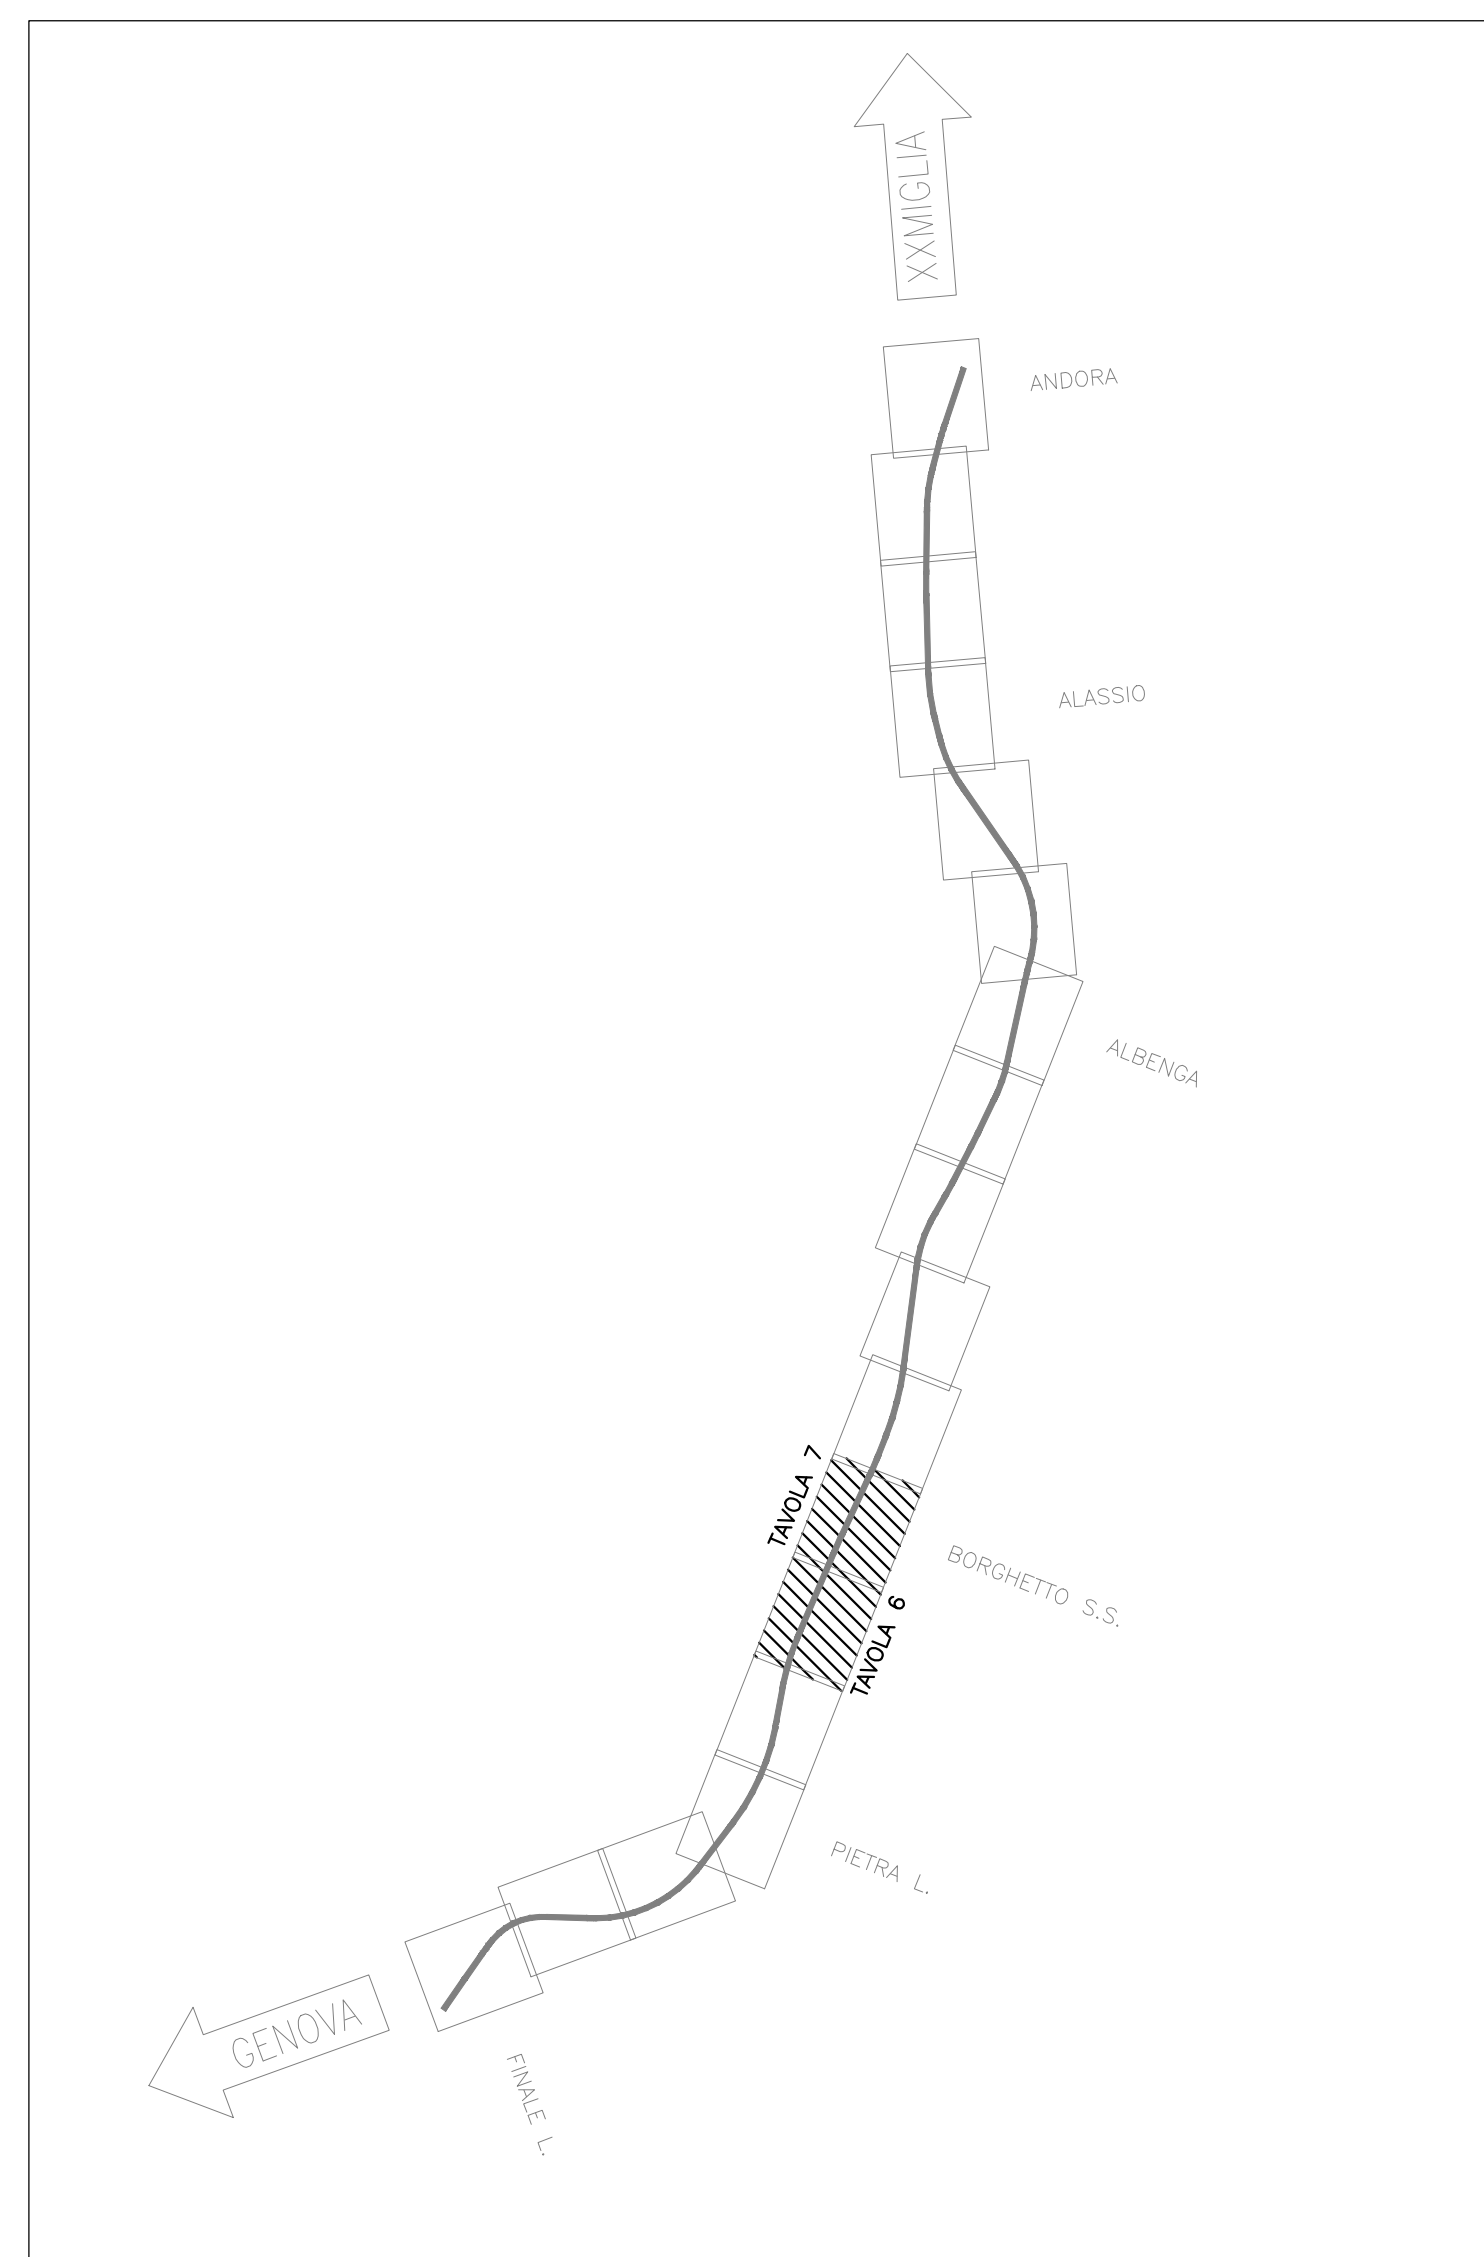 XXMIGLIA
ANDORA
ALASSIO
ALBENGA
TAVOLA 7
BORGHETTO S.S.
TAVOLA 6
PIETRA L.
GENOVA
FINALE L.